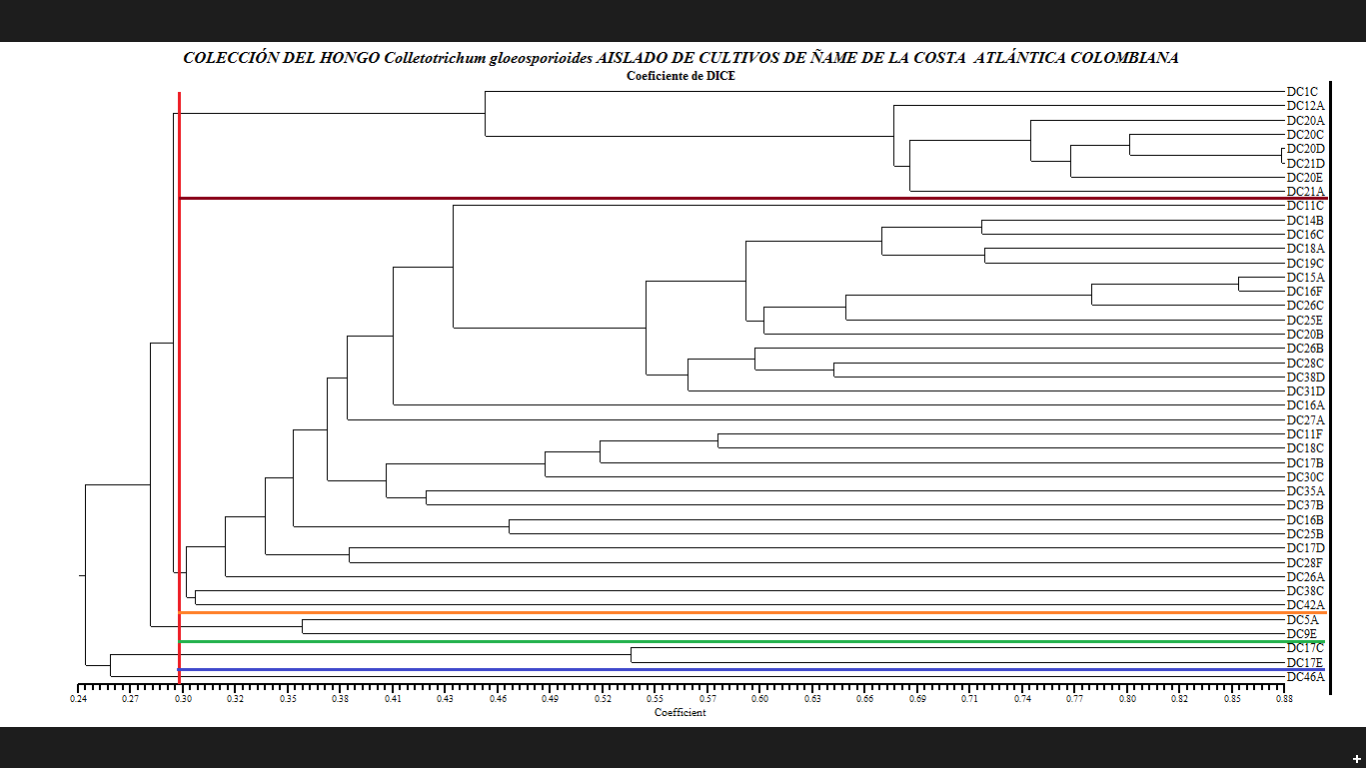 COLECCIÓN DEL HONGO Colletotrichum gloeosporioides AISLADO DE CULTIVOS DE ÑAME DE LA COSTA ATLÁNTICA COLOMBIANA
Coeficiente de DICE
DC1C
DC12A
DC20A
DC20C
DC20D
DC21D
DC20E
DC21A
DC11C
DC14B
DC16C
DC18A
DC19C
DC15A
DC16F
DC26C
DC25E
DC20B
DC26B
DC28C
DC38D
DC31D
DC16A
DC27A
DC11F
DC18C
DC17B
DC30C
DC35A
DC37B
DC16B
DC25B
DC17D
DC28F
DC26A
DC38C
DC42A
DC5A
DC9E
DC17C
DC17E
DC46A
0.24 0.27 0.30 0.32 0.35 0.38 0.41 0.43 0.46 0.49 0.52 0.55 0.57 0.60 0.63 0.66 0.69 0.71 0.74 0.77 0.80 0.82 0.85 0.88
Coefficient